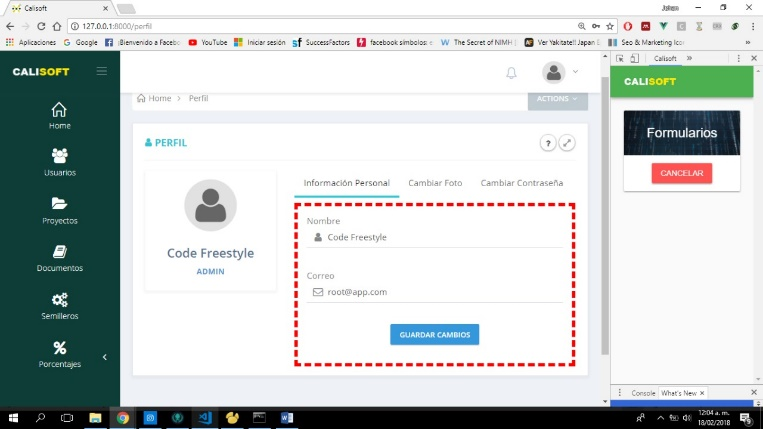 Calisoft
Julian
127.0.0.1:8000/perfil
Aplicaciones
Google
¡Bienvenido a Facebo
YouTube
Iniciar sesión
SuccessFactors
facebook símbolos: e
The Secret of NIMH
Ver Yakitate!! Japan E
Seo & Marketing Ico
CALISOFT
Home
Usuarios
Proyectos
Documentos
Semilleros
Porcentajes
Home > Perfil
ACTIONS
PERFIL
?
Code Freestyle
ADMIN
Información Personal
Cambiar Foto
Cambiar Contraseña
Nombre
Code Freestyle
Correo
root@app.com
GUARDAR CAMBIOS
Calisoft
CALISOFT
Formularios
CANCELAR
Console
What's New
12:04 a. m.
18/02/2018